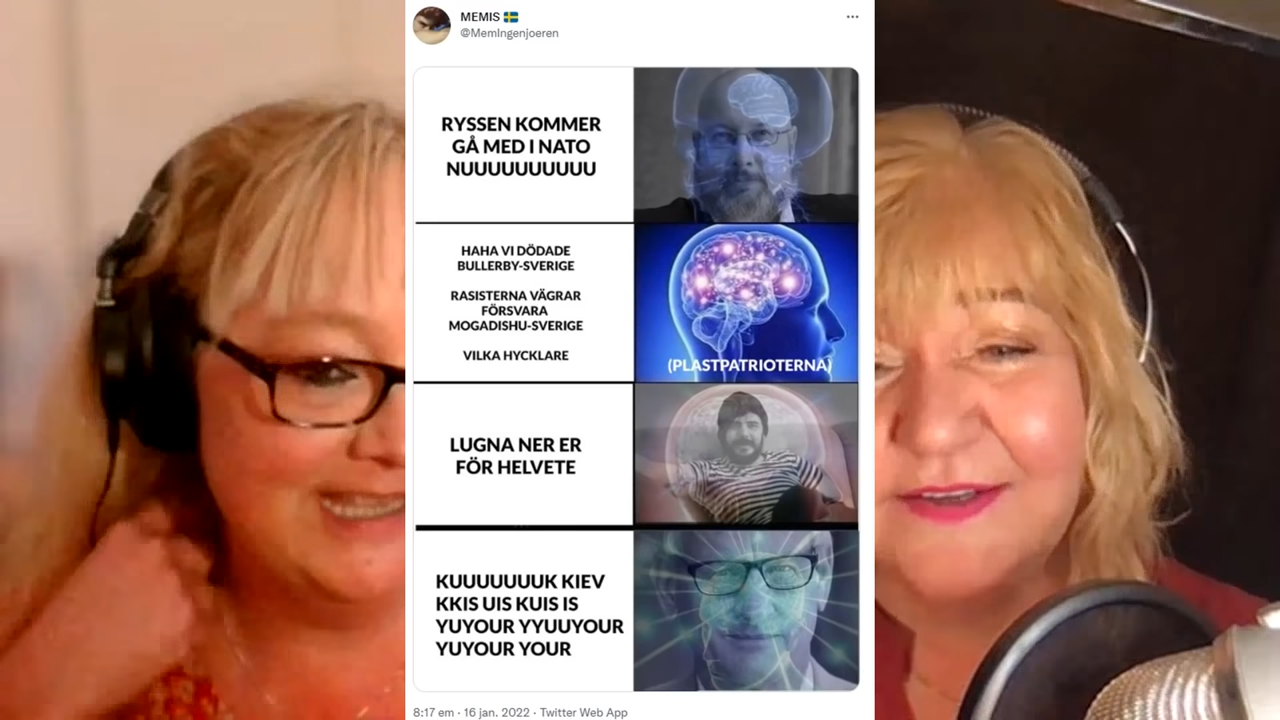 MEMIS 🇸🇪
@MemIngenjoeren
RYSSEN KOMMER
GÅ MED I NATO
NUUUUUUUUUU
HAHA VI DÖDADE
BULLERBY-SVERIGE
RASISTERNA VÄGRAR
FÖRSVARA
MOGADISHU-SVERIGE
VILKA HYCKLARE
(PLASTPATRIOTERNA)
LUGNA NER ER
FÖR HELVETE
KUUUUUUUK KIEV
KKIS UIS KUIS IS
YUYOUR YYUUYOUR
YUYOUR YOUR
8:17 em · 16 jan. 2022 · Twitter Web App